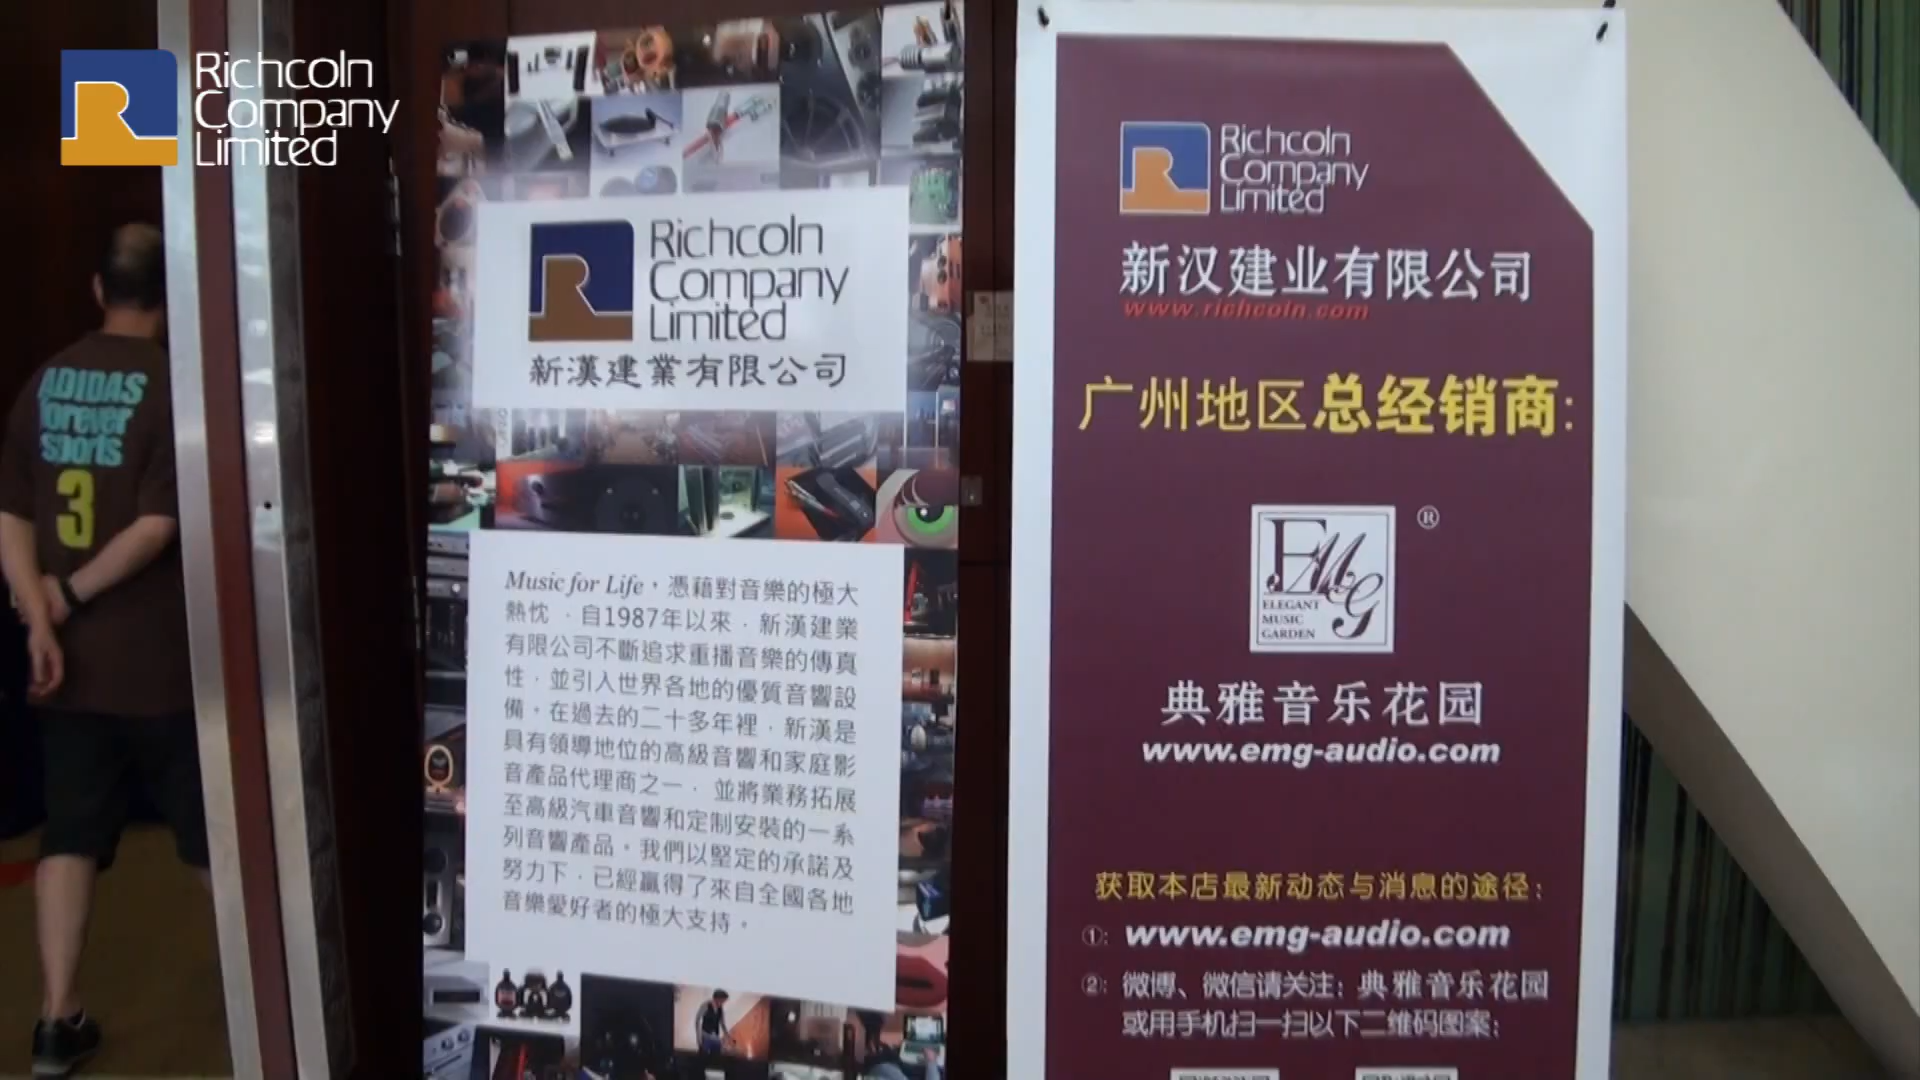 Richcoln
Company
Limited
ADIDAS
forever
sports
3
Richcoln
Company
Limited
新漢建業有限公司
Music for Life，憑藉對音樂的極大
熱忱，自1987年以來，新漢建業
有限公司不斷追求重播音樂的傳真
性，並引入世界各地的優質音響設
備。在過去的二十多年裡，新漢是
具有領導地位的高級音響和家庭影
音產品代理商之一，並將業務拓展
至高級汽車音響和定制安裝的一系
列音響產品。我們以堅定的承諾及
努力下，已經贏得了來自全國各地
音樂愛好者的極大支持。
Richcoln
Company
Limited
新汉建业有限公司
www.richcoln.com
广州地区总经销商:
EMG ®
ELEGANT
MUSIC
GARDEN
典雅音乐花园
www.emg-audio.com
获取本店最新动态与消息的途径:
①: www.emg-audio.com
②: 微博、微信请关注: 典雅音乐花园
或用手机扫一扫以下二维码图案: